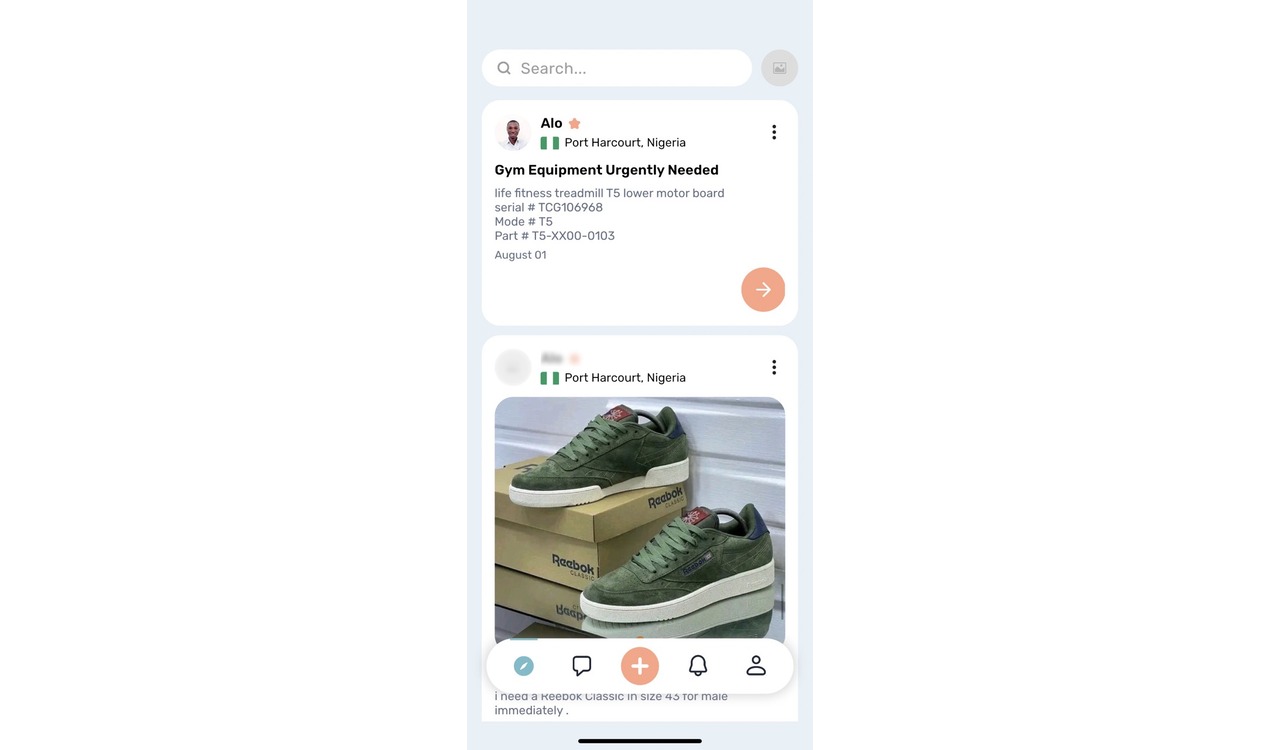 Search...
Alo
Port Harcourt, Nigeria
Gym Equipment Urgently Needed
life fitness treadmill T5 lower motor board
serial # TCG106968
Mode # T5
Part # T5-XX00-0103
August 01
Port Harcourt, Nigeria
Reebok
Reebok
CLASSIC
Reebok
i need a Reebok Classic in size 43 for male
immediately .